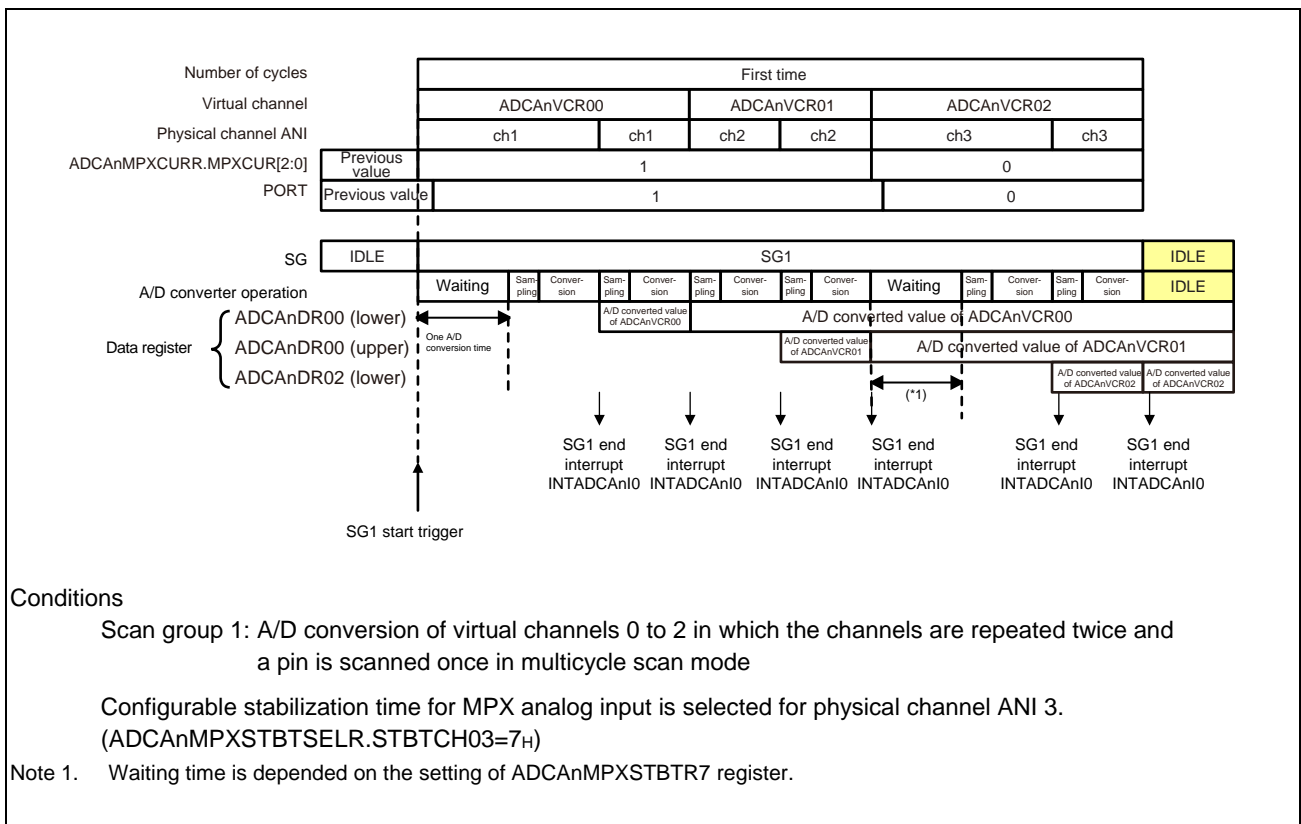 Number of cycles First time
Virtual channel ADCAnVCR00 ADCAnVCR01 ADCAnVCR02
Physical channel ANI ch1 ch1 ch2 ch2 ch3 ch3
ADCAnMPXCURR.MPXCUR[2:0] Previous value 1 0
PORT Previous value 1 0
SG IDLE SG1 IDLE
A/D converter operation Waiting Sam-pling Conver-sion Sam-pling Conver-sion Sam-pling Conver-sion Sam-pling Conver-sion Waiting Sam-pling Conver-sion Sam-pling Conver-sion IDLE
Data register
ADCAnDR00 (lower) A/D converted value of ADCAnVCR00 A/D converted value of ADCAnVCR00
One A/D conversion time
ADCAnDR00 (upper) A/D converted value of ADCAnVCR01 A/D converted value of ADCAnVCR01
ADCAnDR02 (lower) (*1) A/D converted value of ADCAnVCR02 A/D converted value of ADCAnVCR02
SG1 end SG1 end SG1 end SG1 end SG1 end SG1 end
interrupt interrupt interrupt interrupt interrupt interrupt
INTADCAnI0 INTADCAnI0 INTADCAnI0 INTADCAnI0 INTADCAnI0 INTADCAnI0
SG1 start trigger
Conditions
Scan group 1: A/D conversion of virtual channels 0 to 2 in which the channels are repeated twice and
a pin is scanned once in multicycle scan mode
Configurable stabilization time for MPX analog input is selected for physical channel ANI 3.
(ADCAnMPXSTBTSELR.STBTCH03=7H)
Note 1. Waiting time is depended on the setting of ADCAnMPXSTBTR7 register.